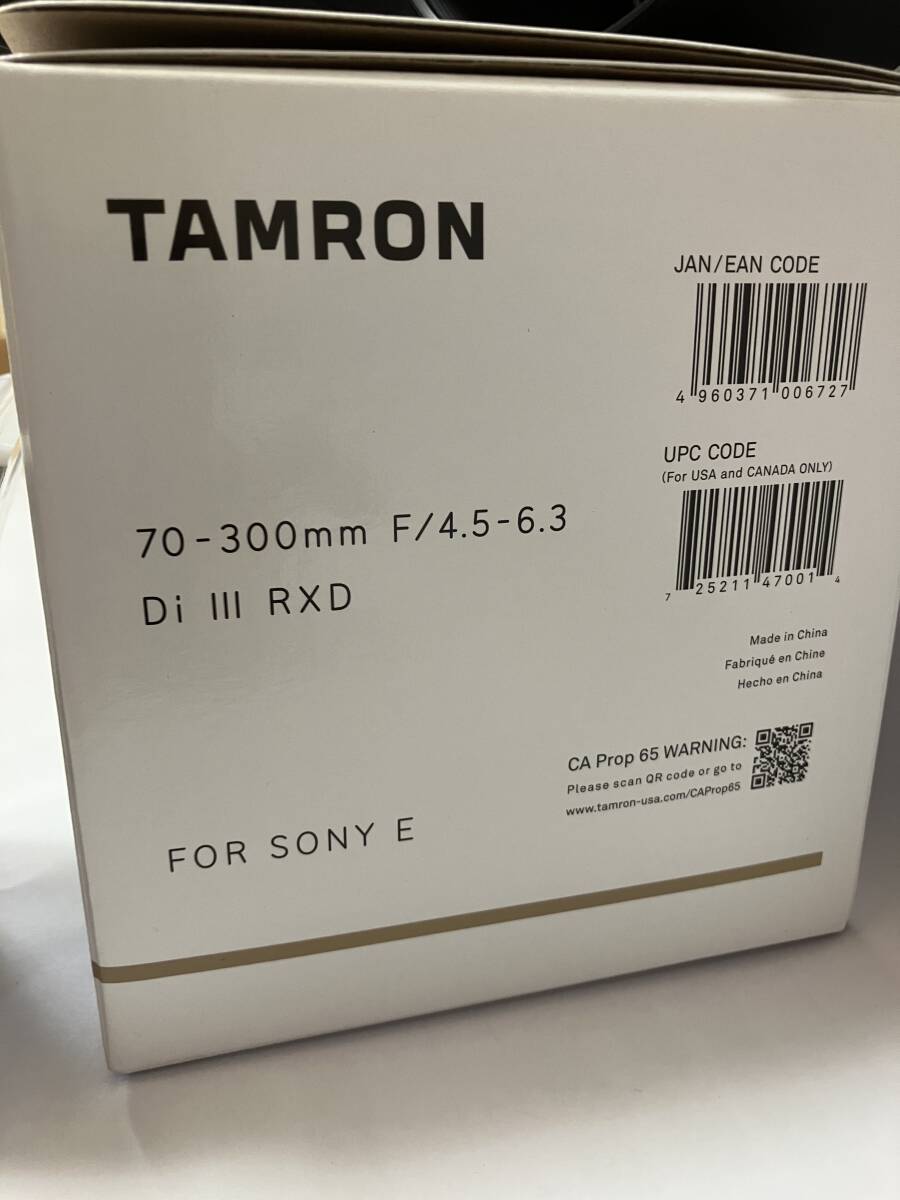 TAMRON
JAN/EAN CODE
4 960371 006727
UPC CODE
(For USA and CANADA ONLY)
7 25211 47001 4
70-300mm F/4.5-6.3
Di III RXD
Made in China
Fabriqué en Chine
Hecho en China
CA Prop 65 WARNING:
Please scan QR code or go to
www.tamron-usa.com/CAProp65
FOR SONY E